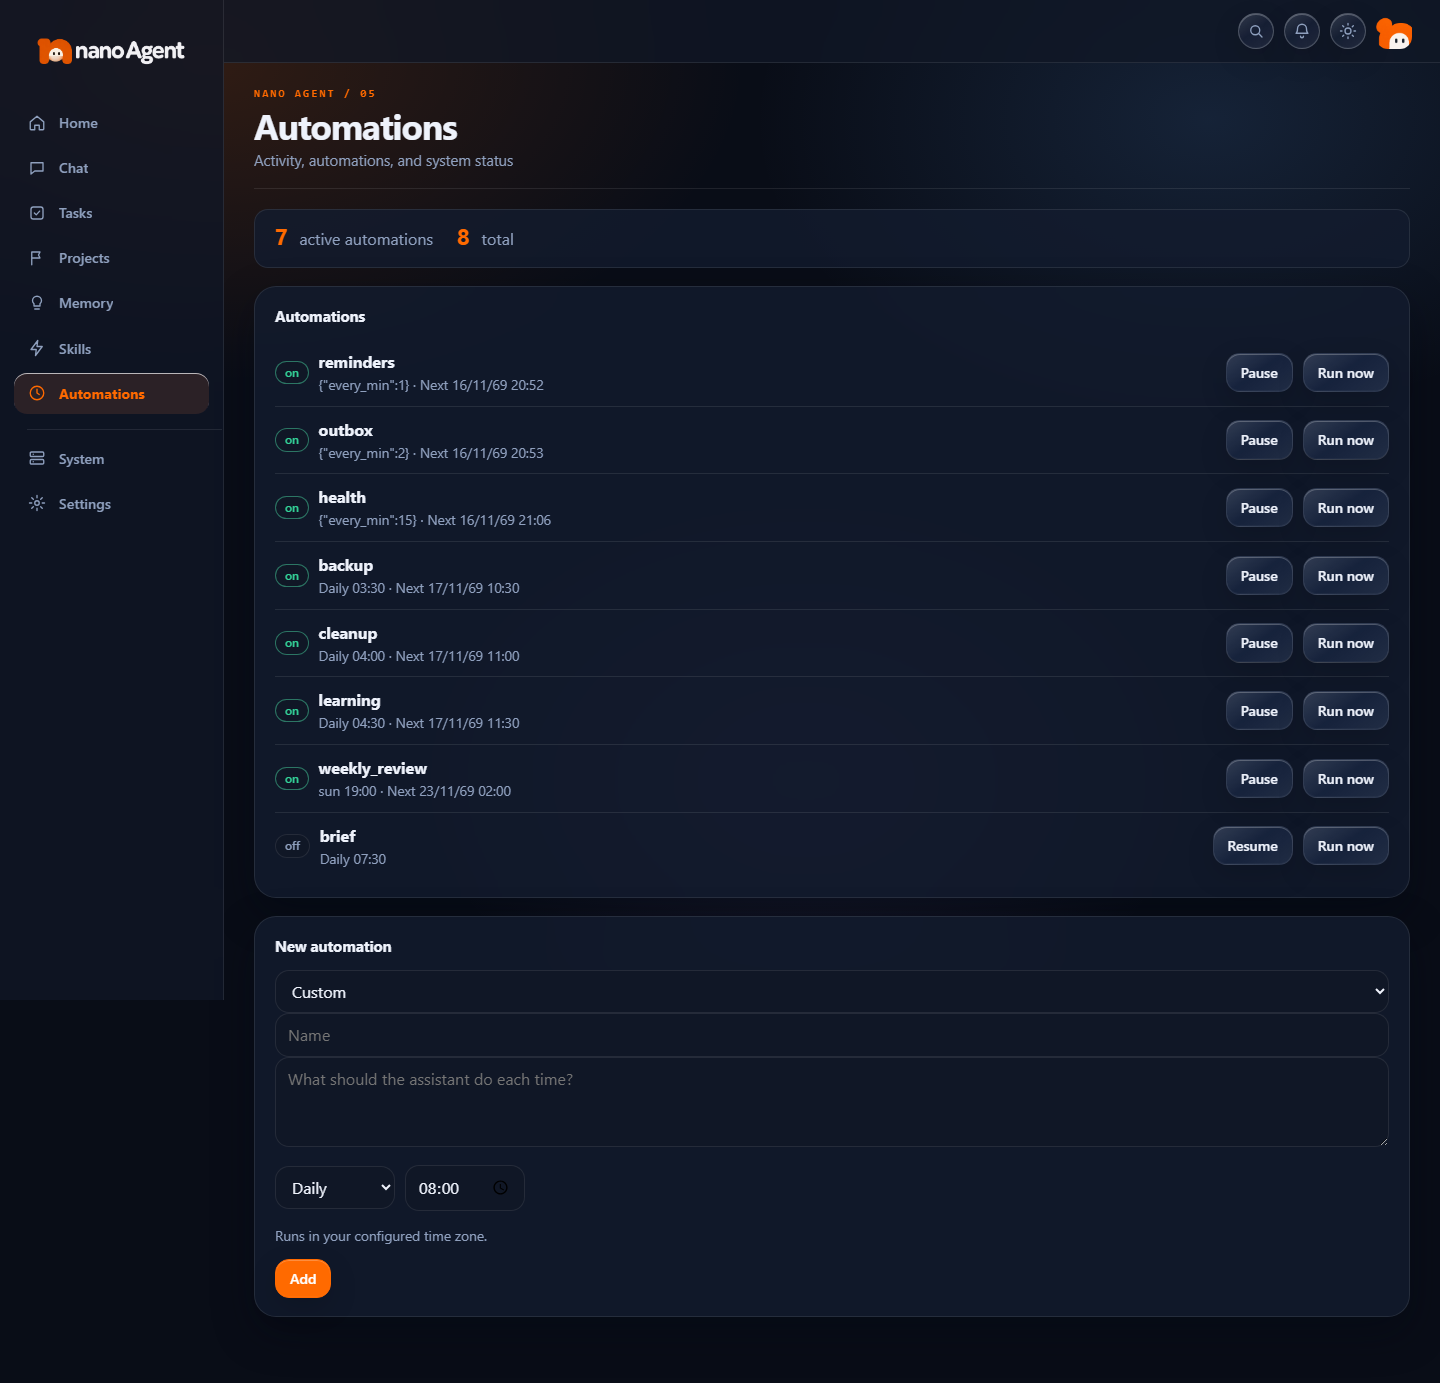 nano Agent
Home
Chat
Tasks
Projects
Memory
Skills
Automations
System
Settings
NANO AGENT / 05
Automations
Activity, automations, and system status
7 active automations 8 total
Automations
on reminders Pause Run now
{"every_min":1} · Next 16/11/69 20:52
on outbox Pause Run now
{"every_min":2} · Next 16/11/69 20:53
on health Pause Run now
{"every_min":15} · Next 16/11/69 21:06
on backup Pause Run now
Daily 03:30 · Next 17/11/69 10:30
on cleanup Pause Run now
Daily 04:00 · Next 17/11/69 11:00
on learning Pause Run now
Daily 04:30 · Next 17/11/69 11:30
on weekly_review Pause Run now
sun 19:00 · Next 23/11/69 02:00
off brief Resume Run now
Daily 07:30
New automation
Custom
Name
What should the assistant do each time?
Daily 08:00
Runs in your configured time zone.
Add